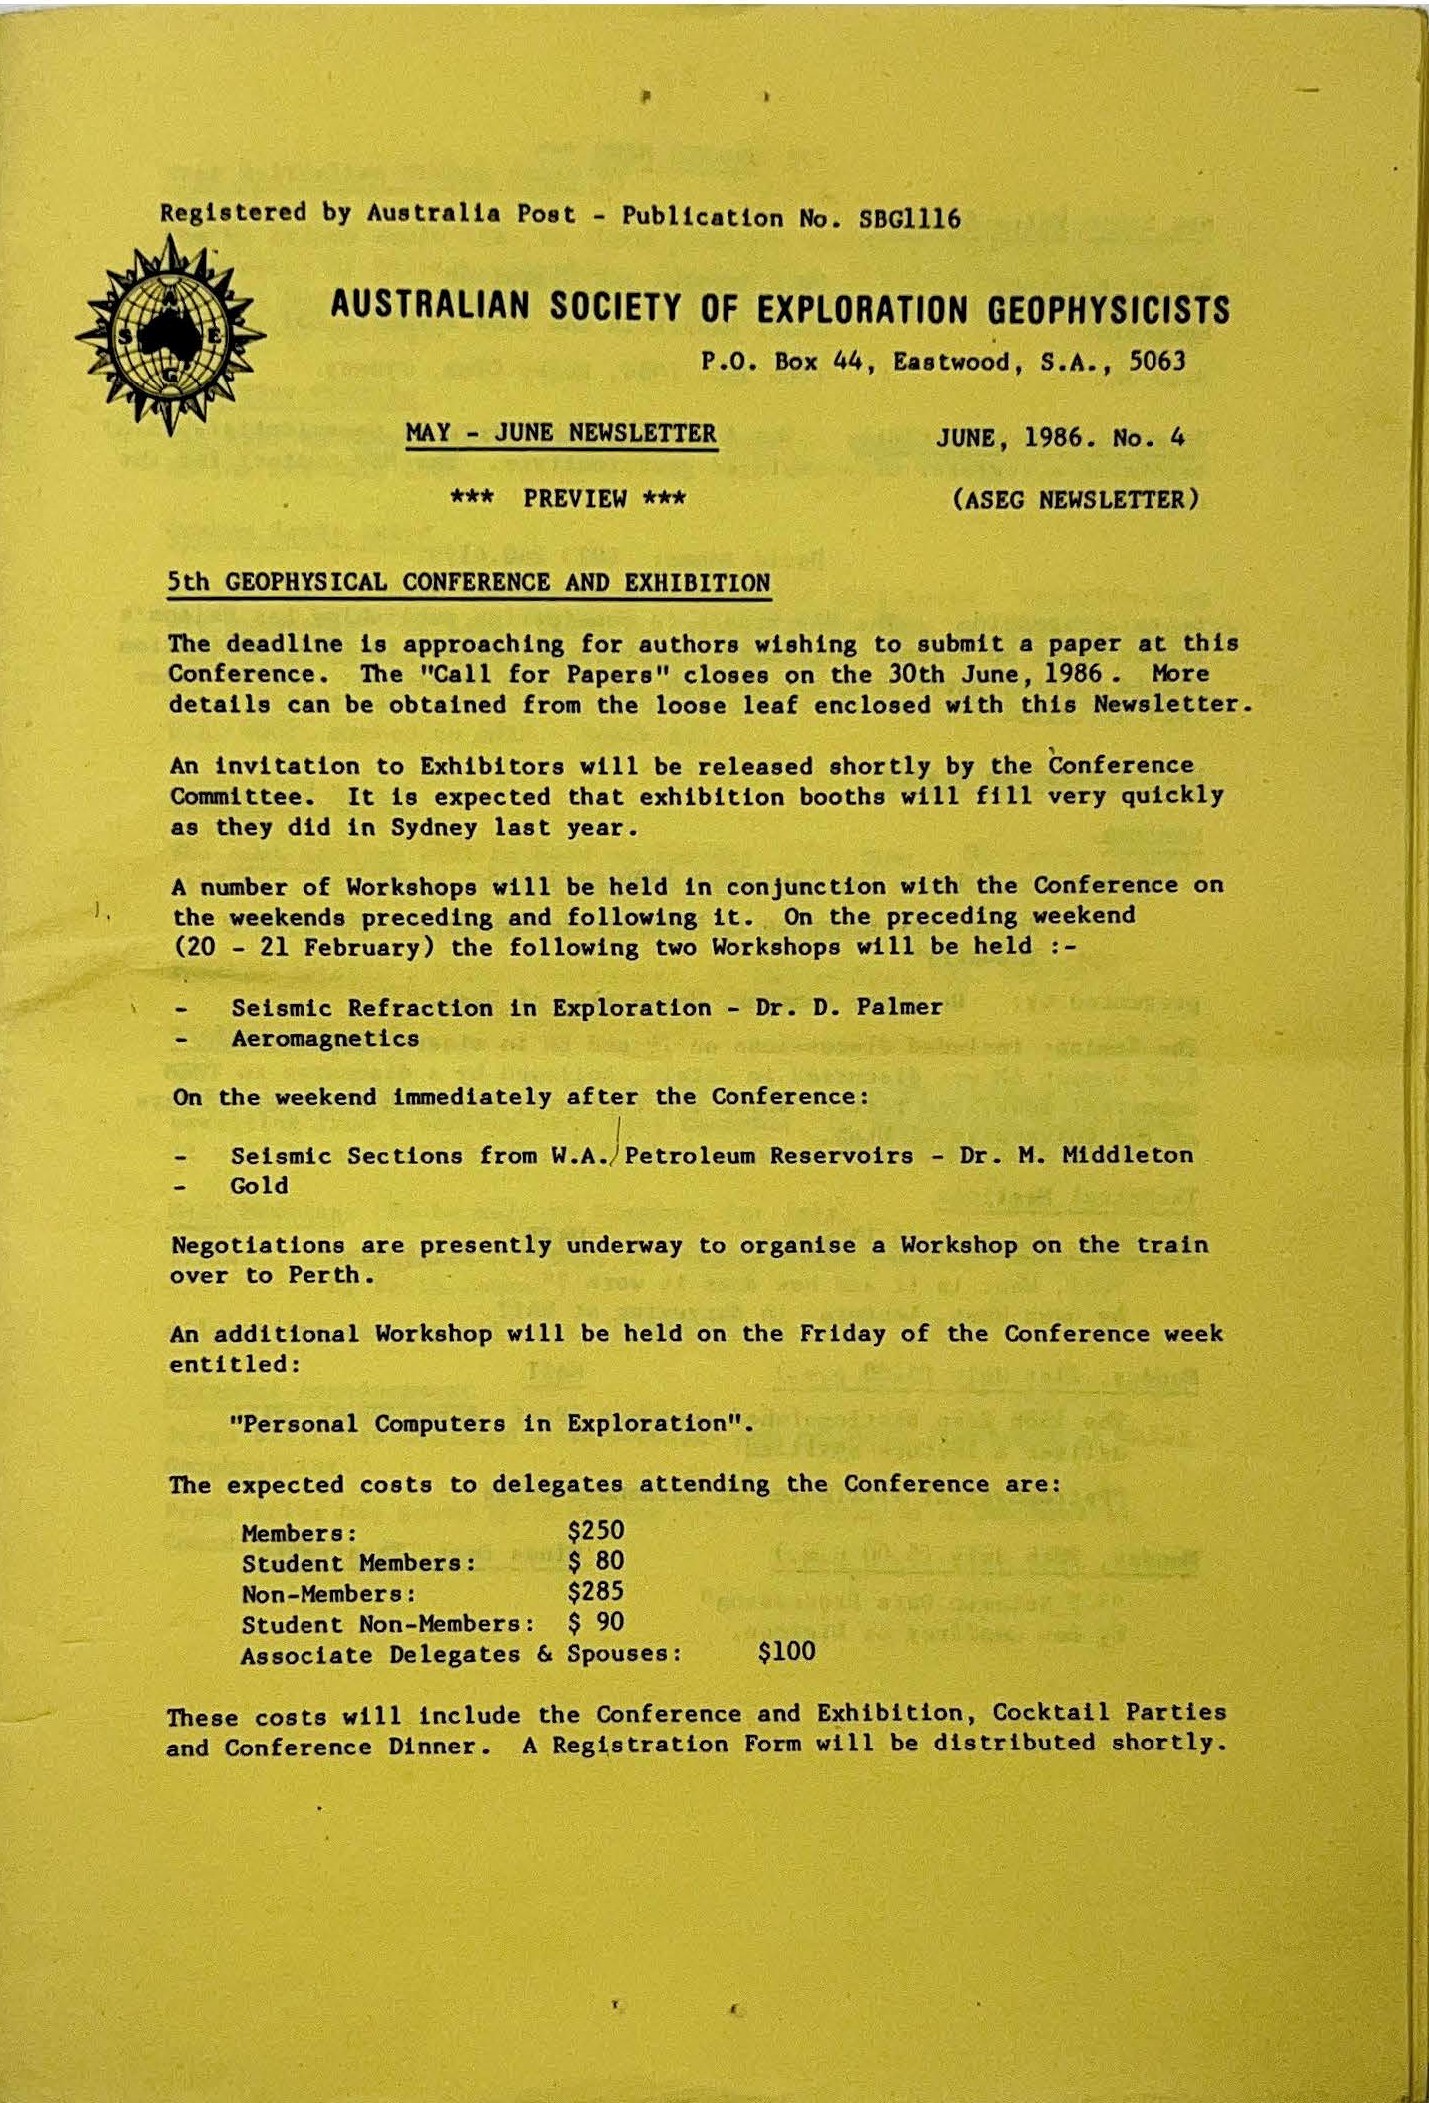 Registered by Australia Post - Publication No. SBG1116
A
S E
G
AUSTRALIAN SOCIETY OF EXPLORATION GEOPHYSICISTS
P.O. Box 44, Eastwood, S.A., 5063
MAY - JUNE NEWSLETTER
JUNE, 1986. No. 4
*** PREVIEW ***
(ASEG NEWSLETTER)
5th GEOPHYSICAL CONFERENCE AND EXHIBITION
The deadline is approaching for authors wishing to submit a paper at this
Conference. The "Call for Papers" closes on the 30th June, 1986. More
details can be obtained from the loose leaf enclosed with this Newsletter.
An invitation to Exhibitors will be released shortly by the Conference
Committee. It is expected that exhibition booths will fill very quickly
as they did in Sydney last year.
A number of Workshops will be held in conjunction with the Conference on
the weekends preceding and following it. On the preceding weekend
(20 - 21 February) the following two Workshops will be held :-
- Seismic Refraction in Exploration - Dr. D. Palmer
- Aeromagnetics
On the weekend immediately after the Conference:
- Seismic Sections from W.A. Petroleum Reservoirs - Dr. M. Middleton
- Gold
Negotiations are presently underway to organise a Workshop on the train
over to Perth.
An additional Workshop will be held on the Friday of the Conference week
entitled:
"Personal Computers in Exploration".
The expected costs to delegates attending the Conference are:
Members: $250
Student Members: $ 80
Non-Members: $285
Student Non-Members: $ 90
Associate Delegates & Spouses: $100
These costs will include the Conference and Exhibition, Cocktail Parties
and Conference Dinner. A Registration Form will be distributed shortly.